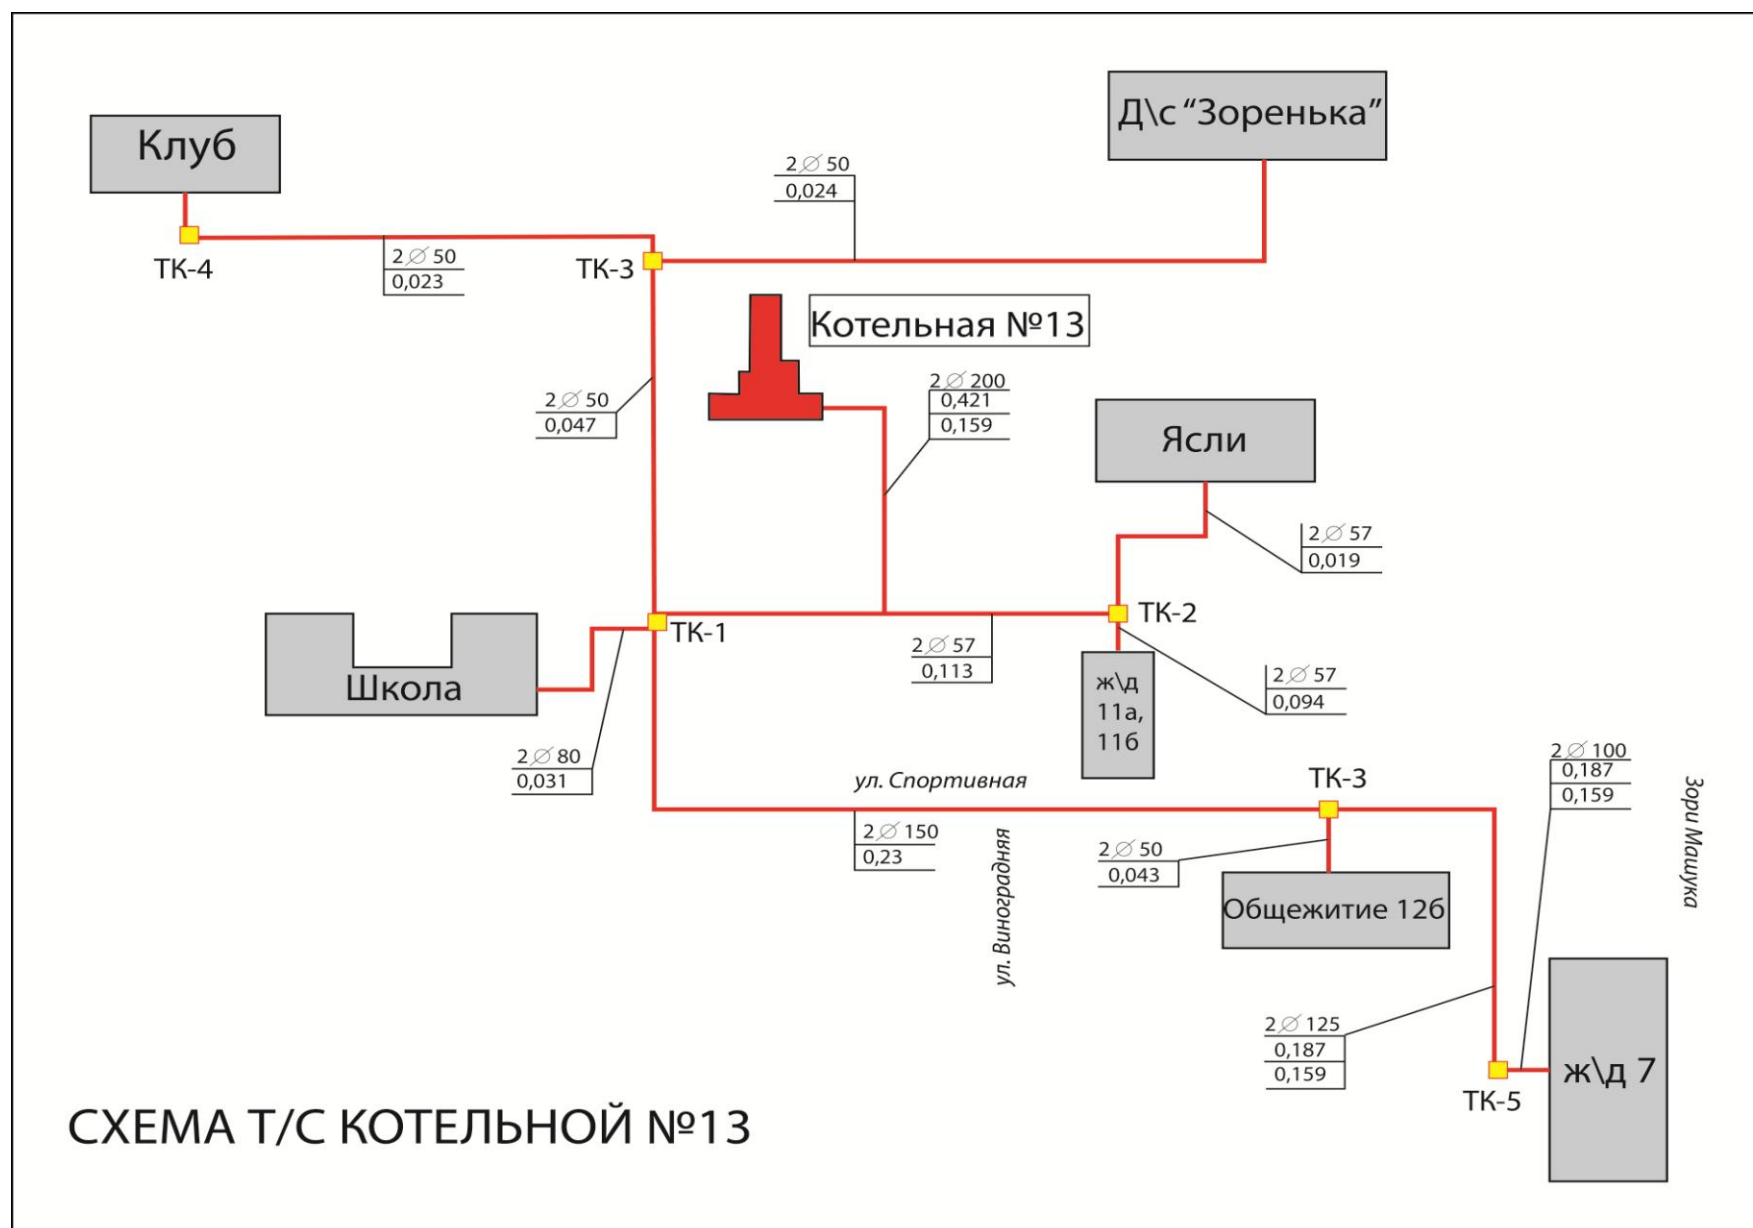 Д\с “Зоренька”
Клуб
2 ∅ 50
0,024
ТК-4
2 ∅ 50
0,023
ТК-3
Котельная №13
2 ∅ 50
0,047
2 ∅ 200
0,421
0,159
Ясли
2 ∅ 57
0,019
ТК-2
ТК-1
2 ∅ 57
0,113
Школа
ж\д
11а,
11б
2 ∅ 57
0,094
2 ∅ 80
0,031
ул. Спортивная
ТК-3
2 ∅ 100
0,187
0,159
Зори Машука
2 ∅ 150
0,23
ул. Виноградняя
2 ∅ 50
0,043
Общежитие 12б
2 ∅ 125
0,187
0,159
ТК-5
ж\д 7
СХЕМА Т/С КОТЕЛЬНОЙ №13